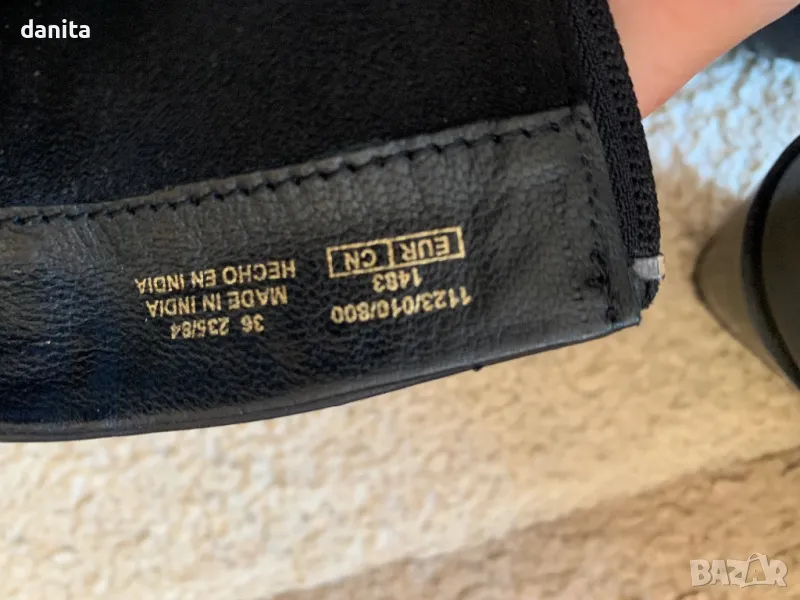 danita
1123/010/800
1483
EUR CN
36 235/84
MADE IN INDIA
HECHO EN INDIA
BAZAR